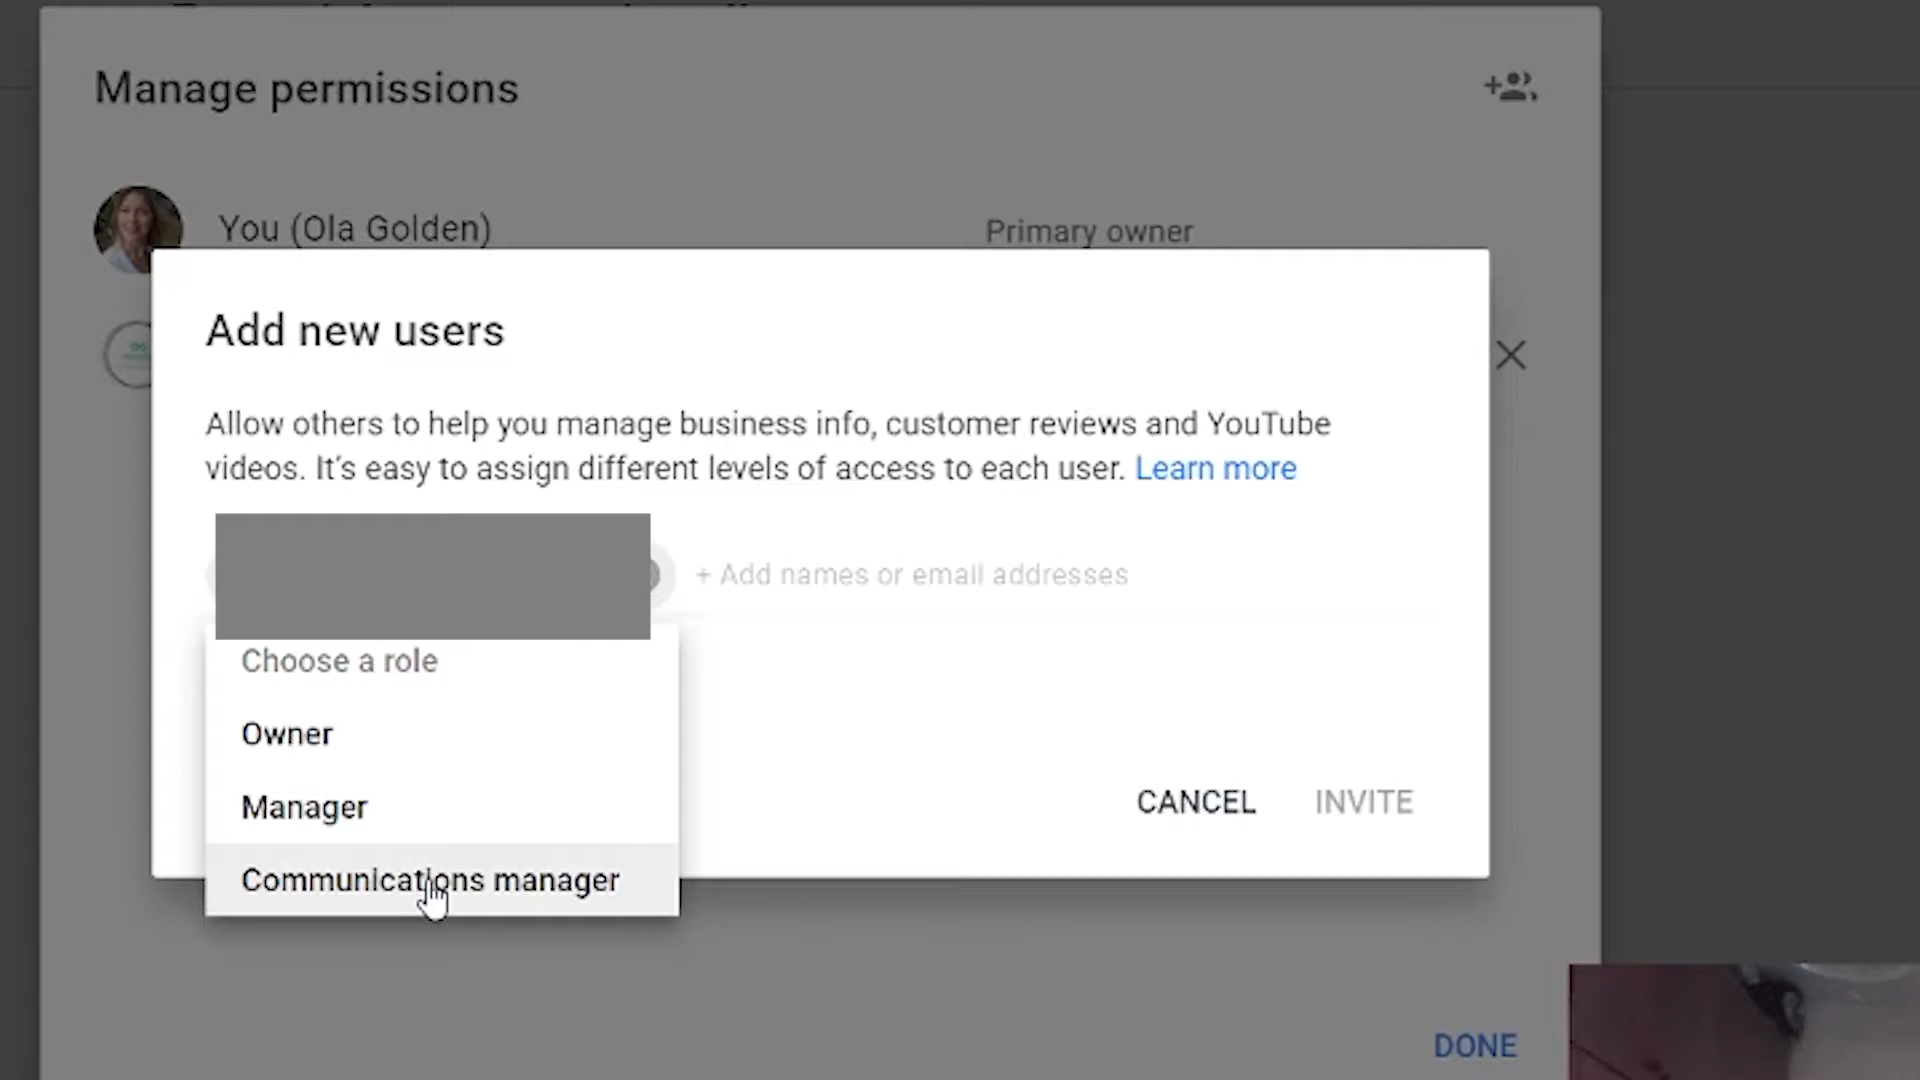 Manage permissions
You (Ola Golden)
Primary owner
Add new users
Allow others to help you manage business info, customer reviews and YouTube
videos. It's easy to assign different levels of access to each user. Learn more
+ Add names or email addresses
Choose a role
Owner
Manager
Communications manager
CANCEL
INVITE
DONE